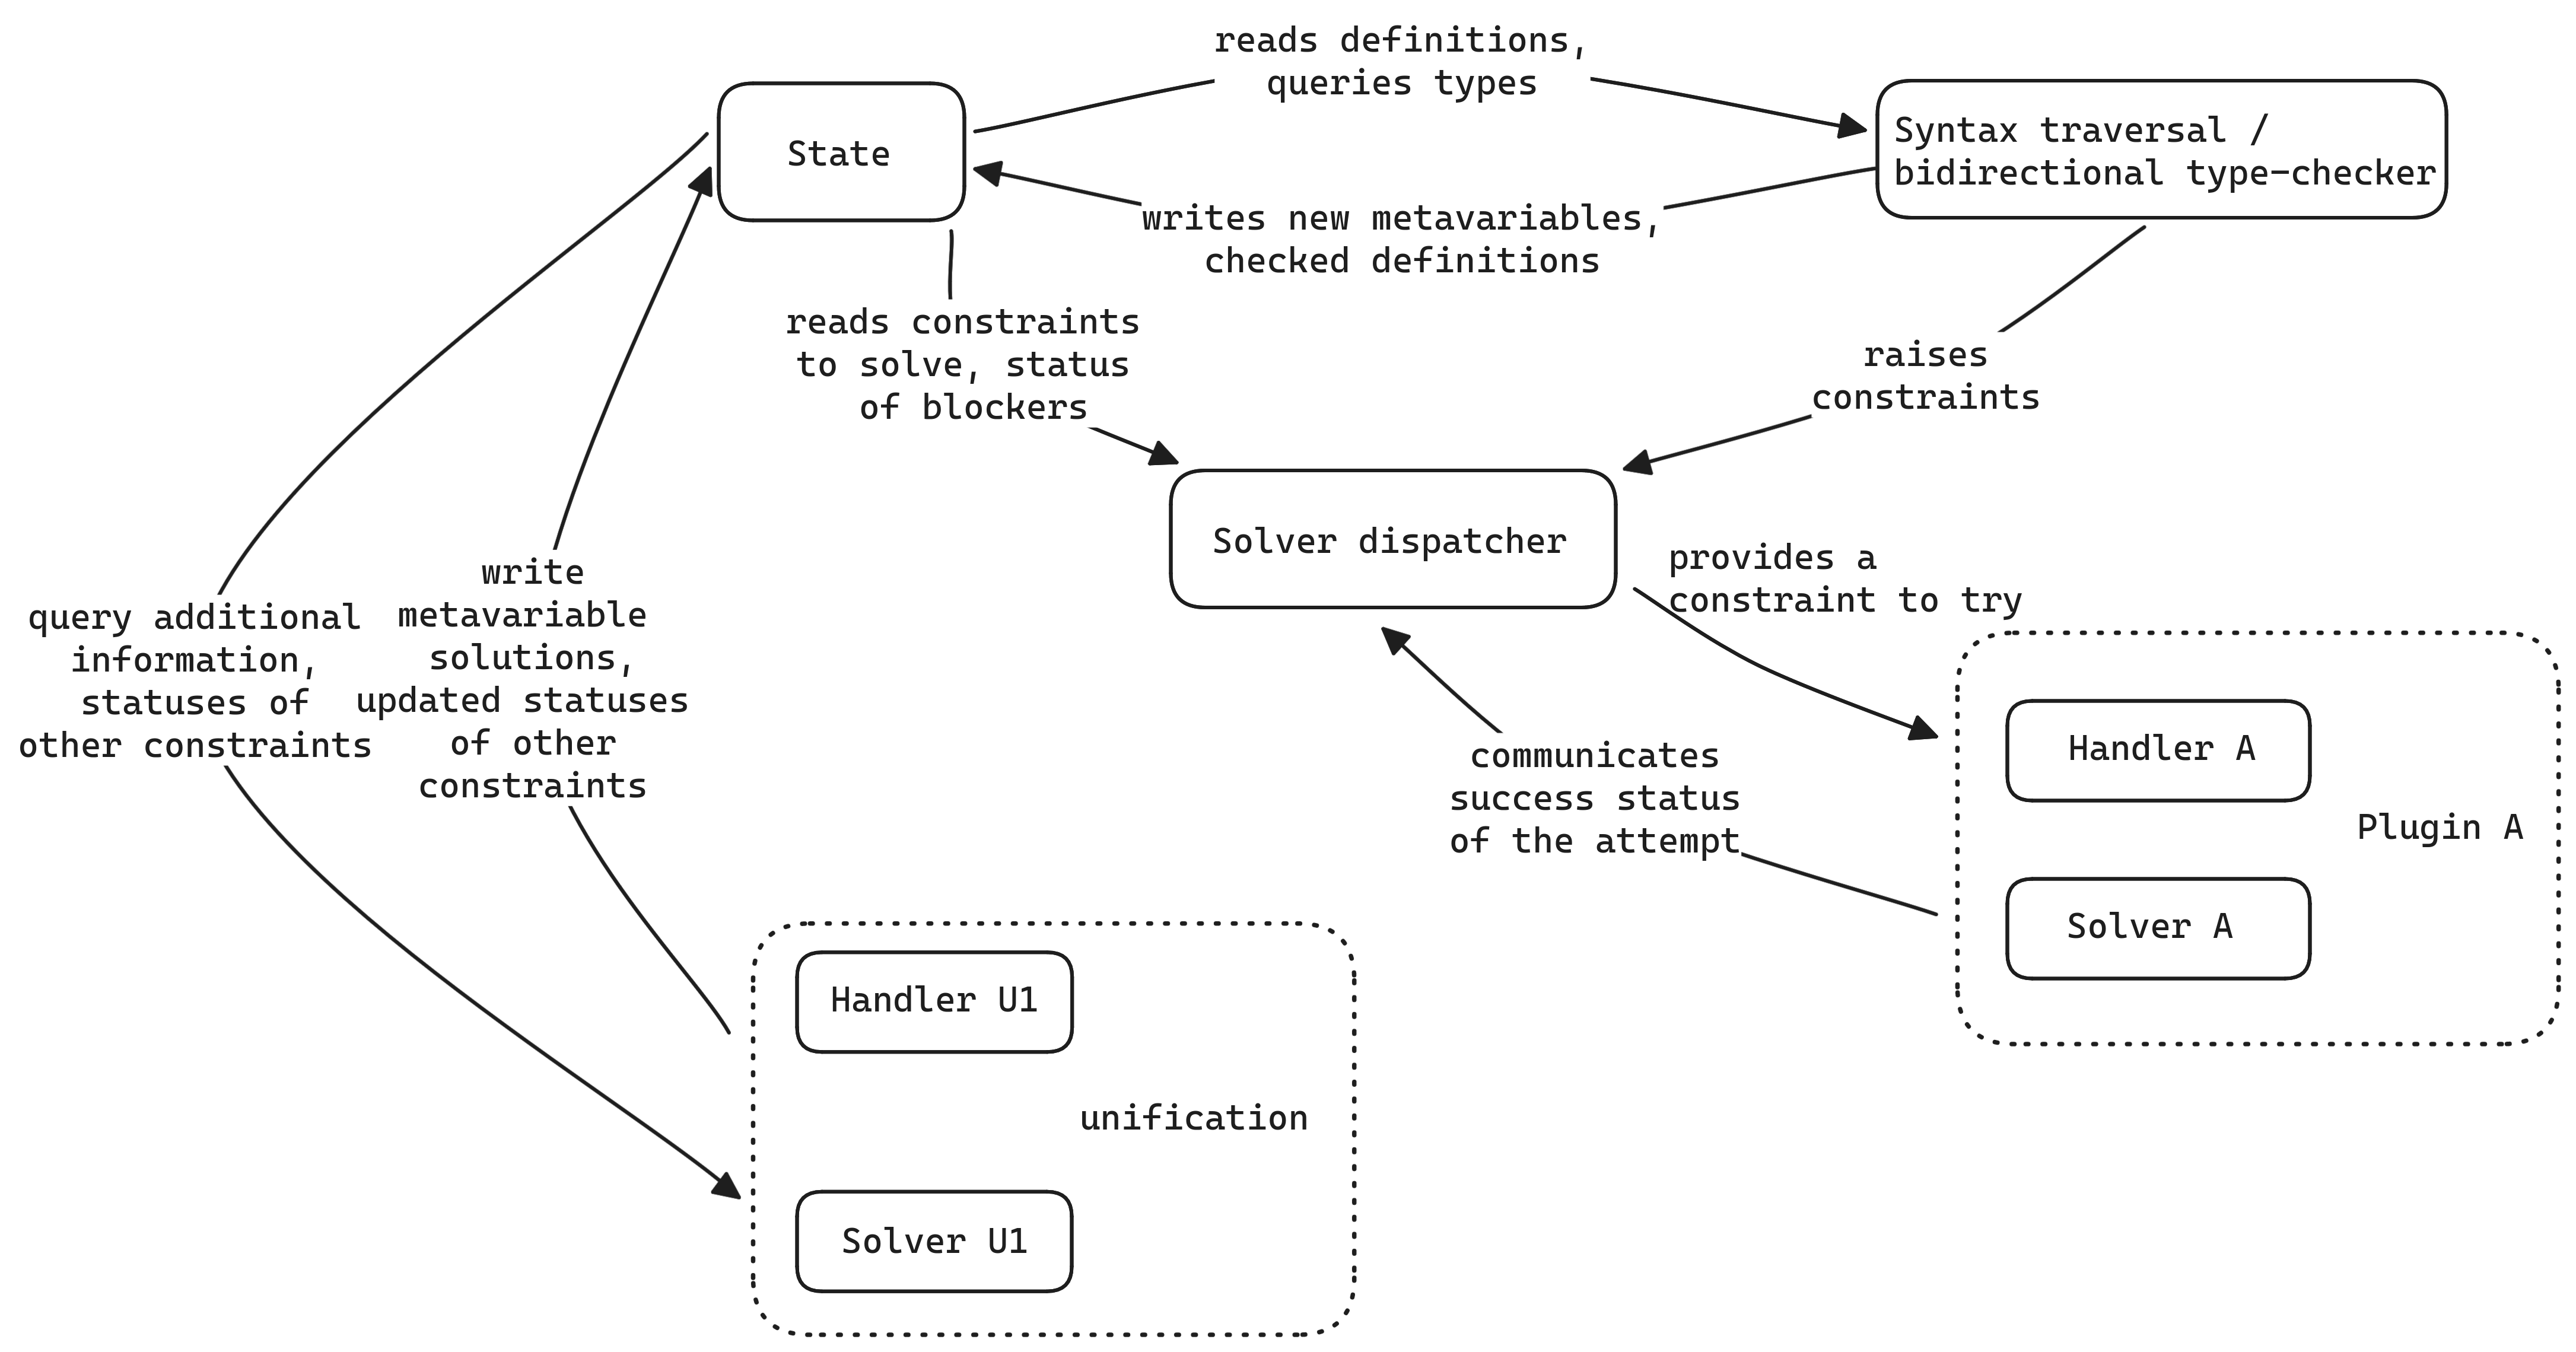 reads definitions,
queries types
State
Syntax traversal /
bidirectional type-checker
writes new metavariables,
checked definitions
reads constraints
to solve, status
of blockers
raises
constraints
Solver dispatcher
provides a
constraint to try
query additional
information,
statuses of
other constraints
write
metavariable
solutions,
updated statuses
of other
constraints
communicates
success status
of the attempt
Handler A
Plugin A
Solver A
Handler U1
unification
Solver U1